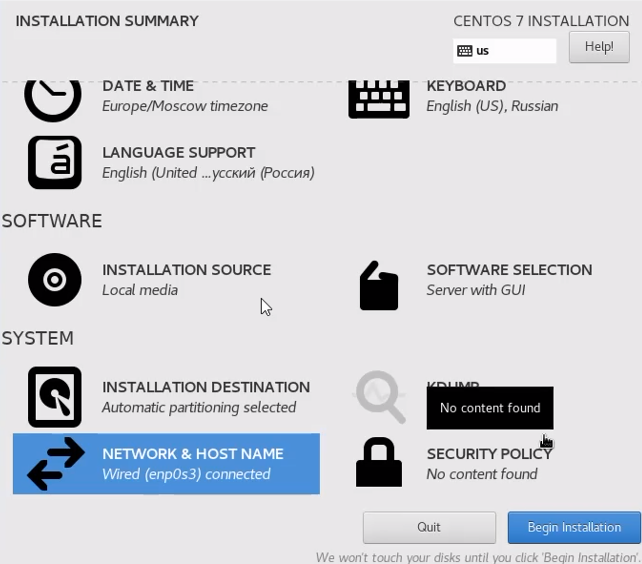 INSTALLATION SUMMARY
CENTOS 7 INSTALLATION
us
Help!
DATE & TIME
Europe/Moscow timezone
KEYBOARD
English (US), Russian
LANGUAGE SUPPORT
English (United ...усский (Россия)
SOFTWARE
INSTALLATION SOURCE
Local media
SOFTWARE SELECTION
Server with GUI
SYSTEM
INSTALLATION DESTINATION
Automatic partitioning selected
KDUMP
No content found
NETWORK & HOST NAME
Wired (enp0s3) connected
SECURITY POLICY
No content found
Quit
Begin Installation
We won't touch your disks until you click 'Begin Installation'.